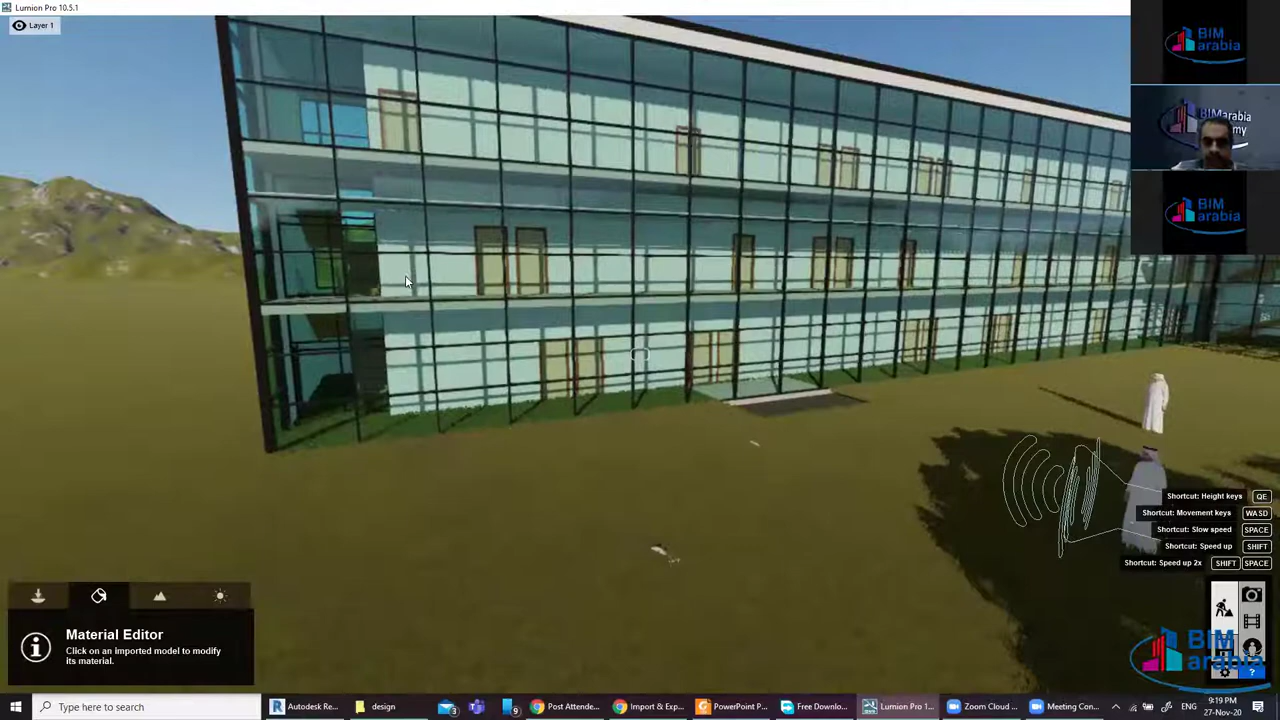 Lumion Pro 10.5.1
Layer 1
BIM
arabia
BIMarabia
BIM
arabia
Shortcut: Height keys QE
Shortcut: Movement keys WASD
Shortcut: Slow speed SPACE
Shortcut: Speed up SHIFT
Shortcut: Speed up 2x SHIFT SPACE
Material Editor
Click on an imported model to modify
its material.
BIM
arabia
?
Type here to search
Autodesk Re...
design
3
9
Post Attende...
Import & Exp...
PowerPoint P...
Free Downlo...
Lumion Pro 1...
Zoom Cloud ...
Meeting Con...
ENG
9:19 PM
27-Nov-20